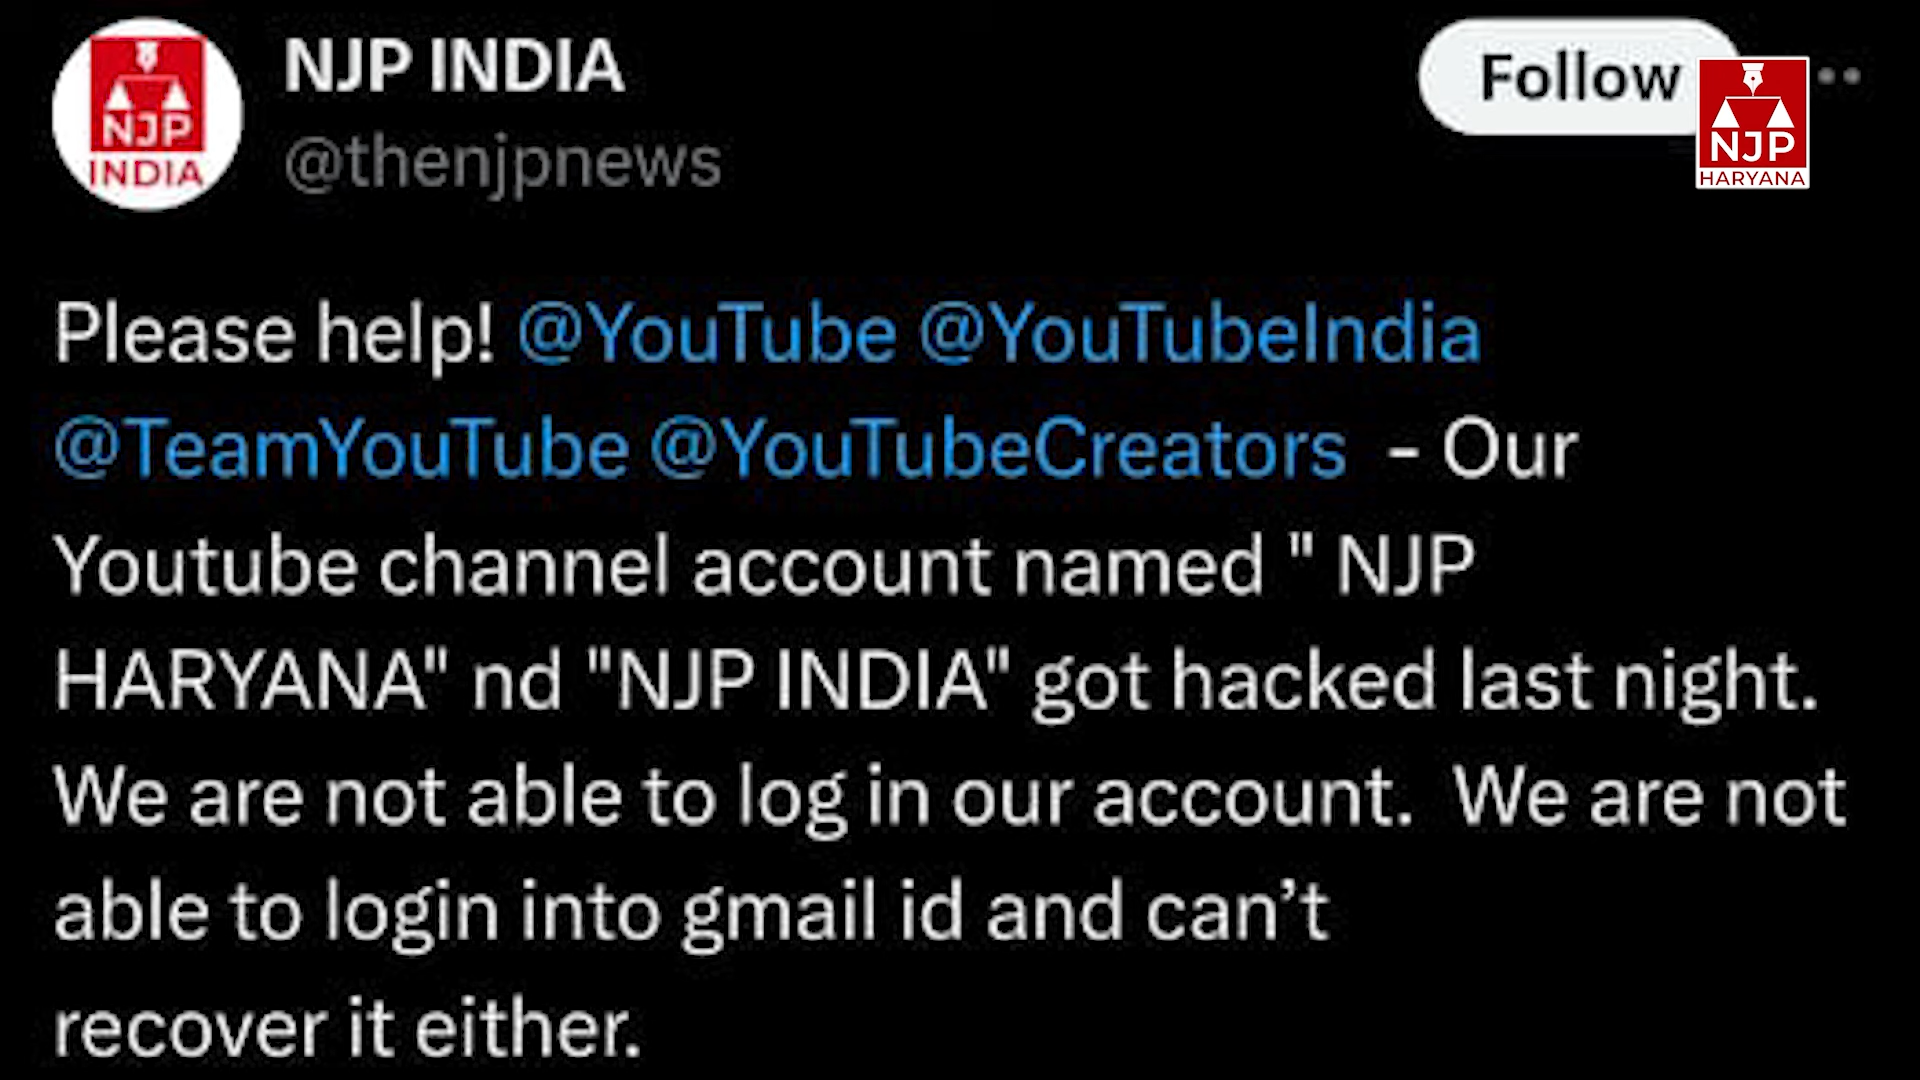 NJP
INDIA
NJP INDIA
@thenjpnews
Follow
NJP
HARYANA
Please help! @YouTube @YouTubeIndia
@TeamYouTube @YouTubeCreators - Our
Youtube channel account named " NJP
HARYANA" nd "NJP INDIA" got hacked last night.
We are not able to log in our account. We are not
able to login into gmail id and can’t
recover it either.